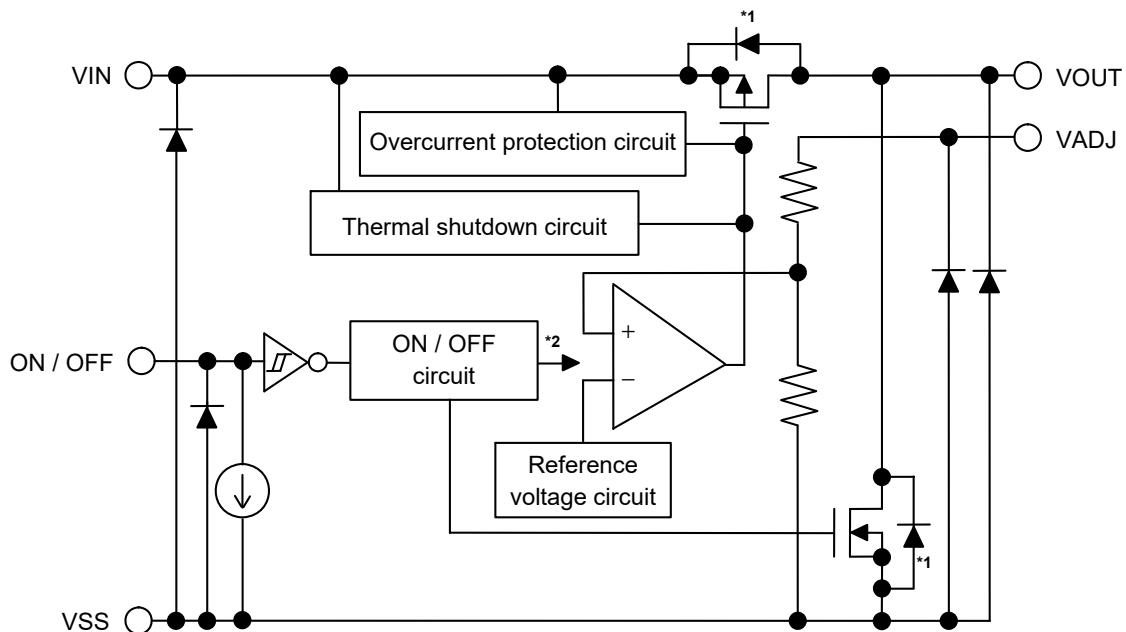 *1
VIN
VOUT
Overcurrent protection circuit
VADJ
Thermal shutdown circuit
ON / OFF
ON / OFF
circuit
*2
+
−
Reference
voltage circuit
*1
VSS